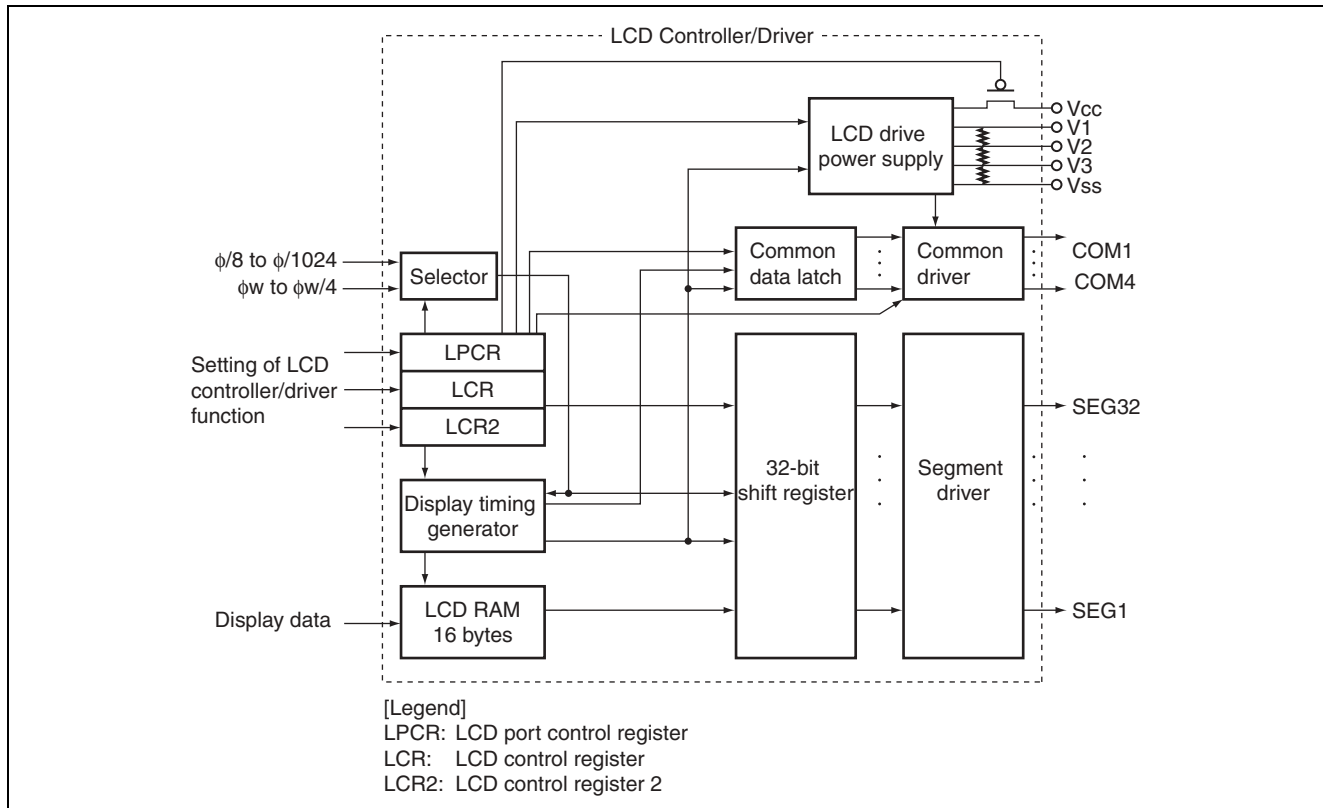 LCD Controller/Driver
LCD drive
power supply
Vcc
V1
V2
V3
Vss
ϕ/8 to ϕ/1024
ϕw to ϕw/4
Selector
Common
data latch
Common
driver
COM1
COM4
Setting of LCD
controller/driver
function
LPCR
LCR
LCR2
32-bit
shift register
Segment
driver
SEG32
SEG1
Display timing
generator
Display data
LCD RAM
16 bytes
[Legend]
LPCR: LCD port control register
LCR: LCD control register
LCR2: LCD control register 2